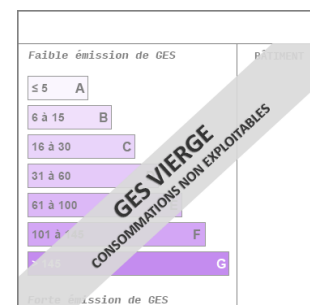 Faible émission de GES
BÂTIMENT
≤ 5 A
6 à 15 B
16 à 30 C
31 à 60
61 à 100
101 à F
G
Forte émission de GES
GES VIERGE
CONSOMMATIONS NON EXPLOITABLES